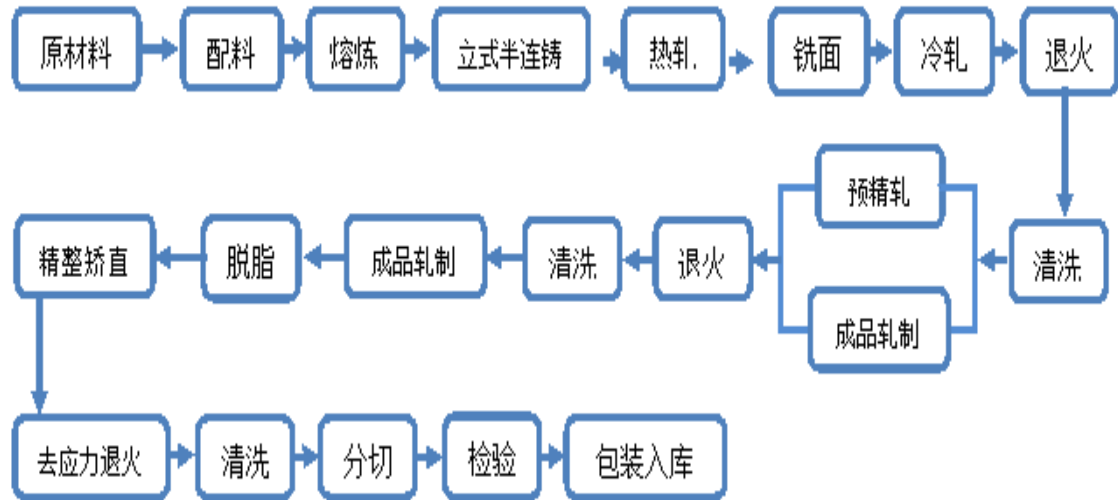 原材料
配料
熔炼
立式半连铸
热轧.
铣面
冷轧
退火
预精轧
精整矫直
脱脂
成品轧制
清洗
退火
清洗
成品轧制
去应力退火
清洗
分切
检验
包装入库